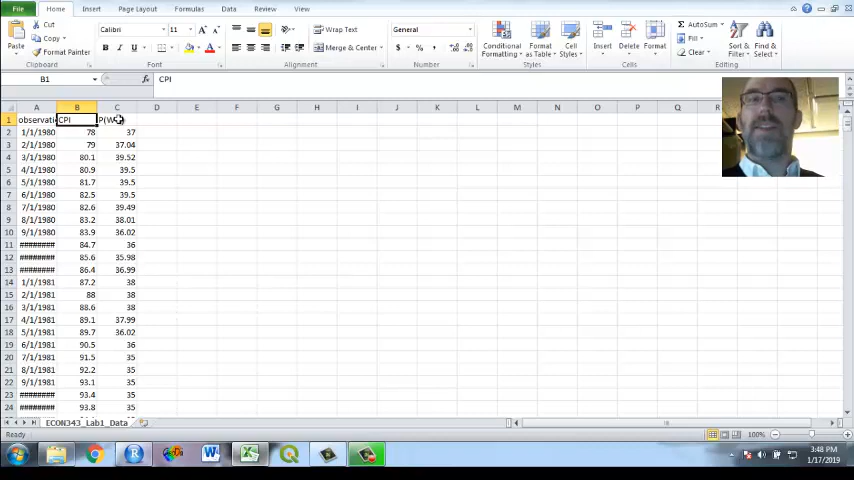 File Home Insert Page Layout Formulas Data Review View
Cut
Copy
Format Painter
Paste
Clipboard
Calibri 11
B I U
Font
Wrap Text
Merge & Center
Alignment
General
$ % ,
Number
Conditional Formatting
Format as Table
Cell Styles
Styles
Insert Delete Format
Cells
AutoSum
Fill
Clear
Sort & Filter
Find & Select
Editing
B1 fx CPI
A B C D E F G H I J K L M N O P Q R
1 observati CPI
2 1/1/1980 78 37
3 2/1/1980 79 37.04
4 3/1/1980 80.1 39.52
5 4/1/1980 80.9 39.5
6 5/1/1980 81.7 39.5
7 6/1/1980 82.5 39.5
8 7/1/1980 82.6 39.49
9 8/1/1980 83.2 38.01
10 9/1/1980 83.9 36.02
11 ######## 84.7 36
12 ######## 85.6 35.98
13 ######## 86.4 36.99
14 1/1/1981 87.2 38
15 2/1/1981 88 38
16 3/1/1981 88.6 38
17 4/1/1981 89.1 37.99
18 5/1/1981 89.7 36.02
19 6/1/1981 90.5 36
20 7/1/1981 91.5 35
21 8/1/1981 92.2 35
22 9/1/1981 93.1 35
23 ######## 93.4 35
24 ######## 93.8 35
ECON343_Lab1_Data
Ready 100%
3:48 PM
1/17/2019